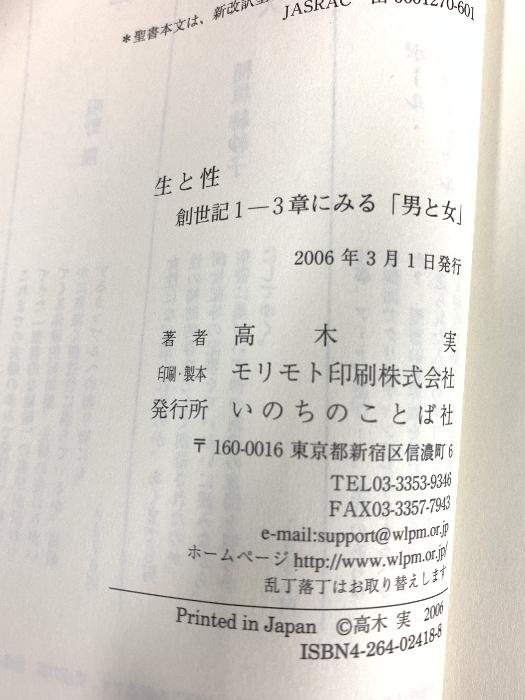 *聖書本文は、新改訳聖
JASRAC 出 0601270-601
生と性
創世記1―3章にみる「男と女」
2006年3月1日発行
著者 高木 実
印刷・製本 モリモト印刷株式会社
発行所 いのちのことば社
〒160-0016 東京都新宿区信濃町6
TEL03-3353-9346
FAX03-3357-7943
e-mail:support@wlpm.or.jp
ホームページ http://www.wlpm.or.jp/
乱丁落丁はお取り替えします
Printed in Japan ©高木 実 2006
ISBN4-264-02418-8